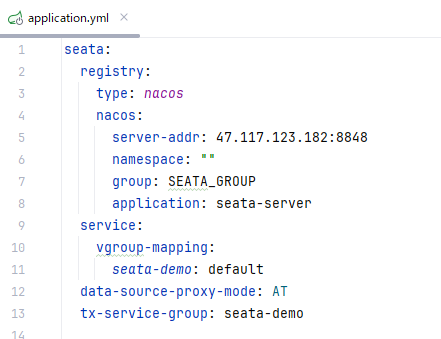 application.yml
1 seata:
2 registry:
3 type: nacos
4 nacos:
5 server-addr: 47.117.123.182:8848
6 namespace: ""
7 group: SEATA_GROUP
8 application: seata-server
9 service:
10 vgroup-mapping:
11 seata-demo: default
12 data-source-proxy-mode: AT
13 tx-service-group: seata-demo
14